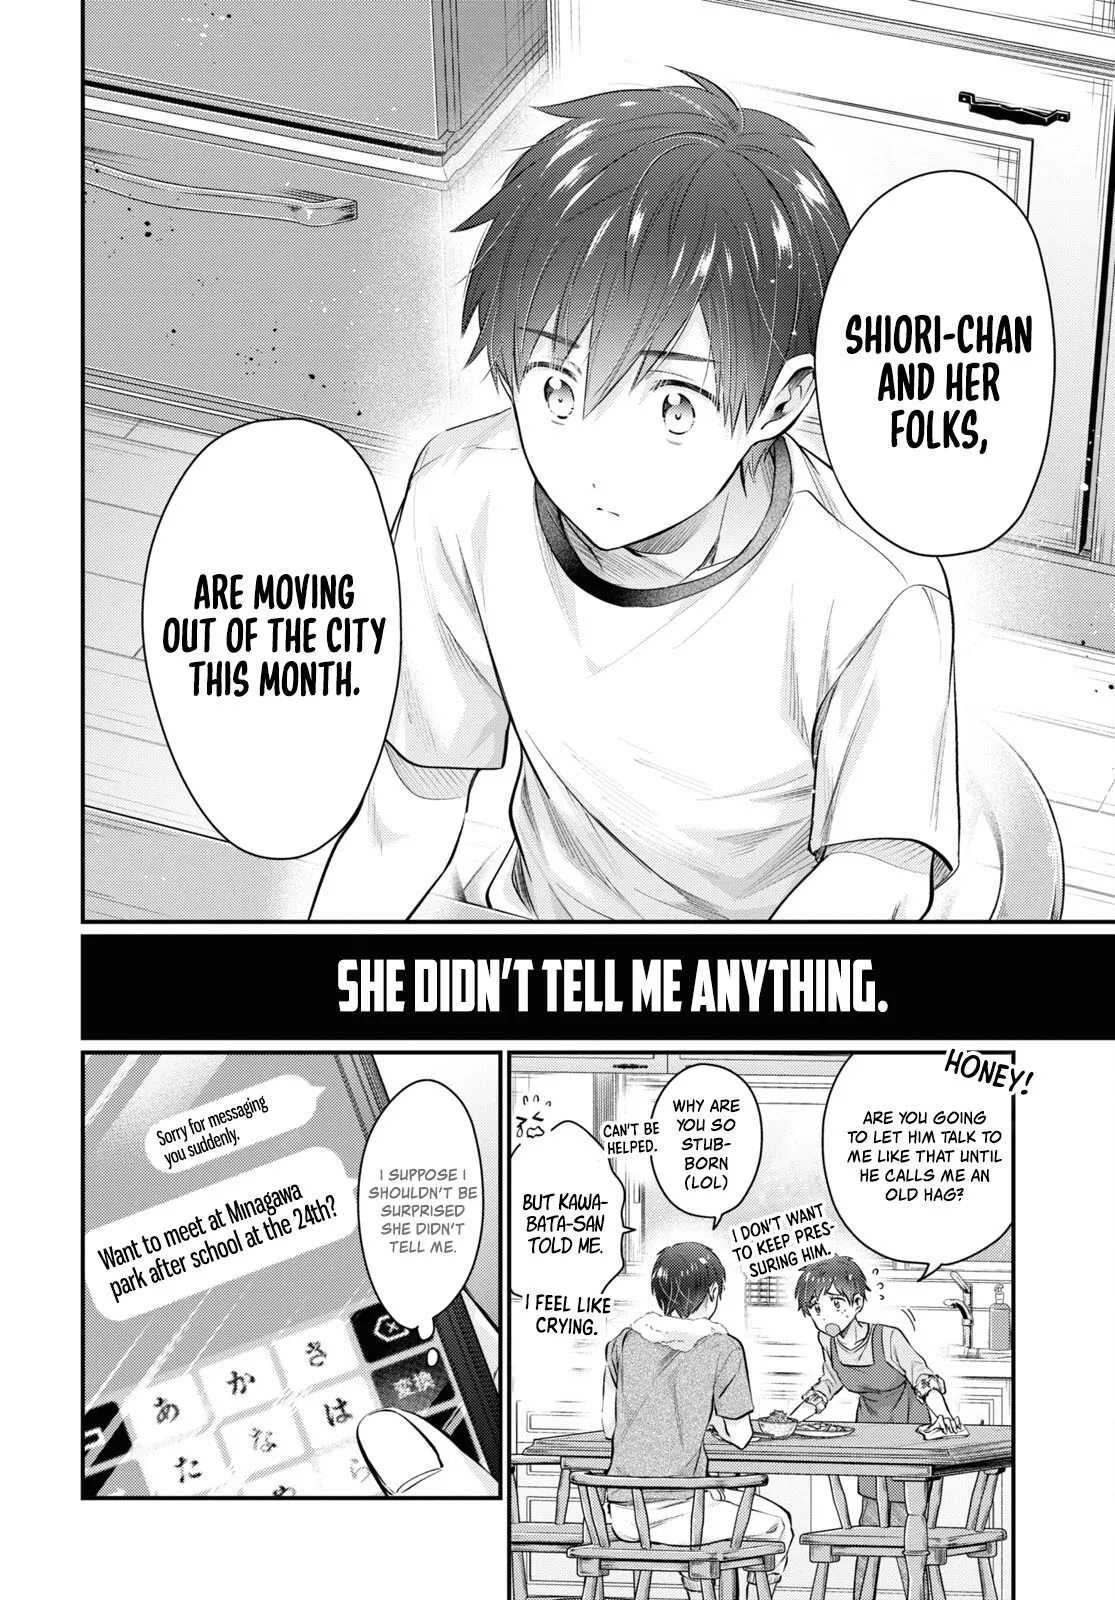 SHIORI-CHAN
AND HER
FOLKS,
ARE MOVING
OUT OF THE CITY
THIS MONTH.
SHE DIDN'T TELL ME ANYTHING.
HONEY!
ARE YOU GOING
TO LET HIM TALK TO
ME LIKE THAT UNTIL
HE CALLS ME AN
OLD HAG?
WHY ARE
YOU SO
STUB-
BORN
(LOL)
I DON'T WANT
TO KEEP PRES-
SURING HIM.
CAN'T BE
HELPED.
BUT KAWA-
BATA-SAN
TOLD ME.
I FEEL LIKE
CRYING.
I SUPPOSE I
SHOULDN'T BE
SURPRISED
SHE DIDN'T
TELL ME.
Sorry for messaging
you suddenly.
Want to meet at Minagawa
park after school at the 24th?
あ か さ
変換
た な は
や